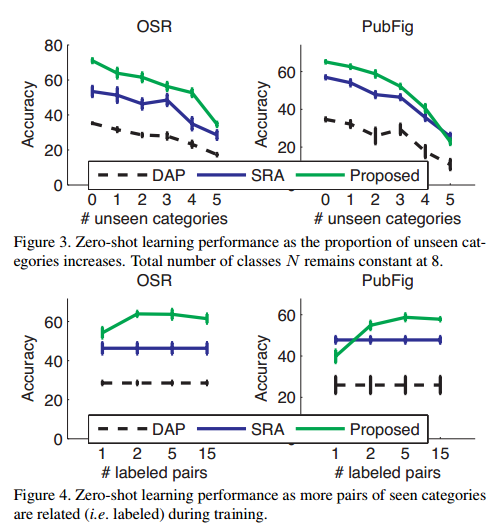 OSR PubFig
80
60
40
20
0
Accuracy
60
40
20
Accuracy
DAP SRA Proposed
0 1 2 3 4 5
0 1 2 3 4 5
# unseen categories # unseen categories
Figure 3. Zero-shot learning performance as the proportion of unseen cat-
egories increases. Total number of classes N remains constant at 8.
OSR PubFig
60
40
20
0
Accuracy
60
40
20
Accuracy
DAP SRA Proposed
1 2 5 15
1 2 5 15
# labeled pairs # labeled pairs
Figure 4. Zero-shot learning performance as more pairs of seen categories
are related (i.e. labeled) during training.